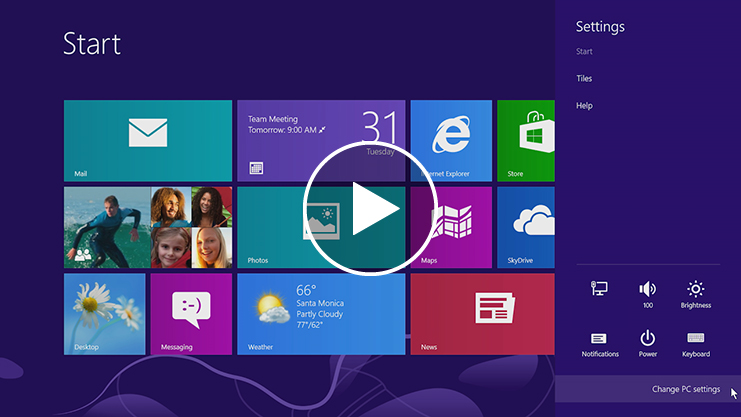 Start
Settings
Start
Tiles
Help
Mail
Team Meeting
Tomorrow: 9:00 AM
31
Tuesday
Internet Explorer
Store
Photos
Maps
SkyDrive
Desktop
:-)
Messaging
66°
Santa Monica
Partly Cloudy
77°/62°
Weather
News
100
Brightness
Notifications
Power
Keyboard
Change PC settings